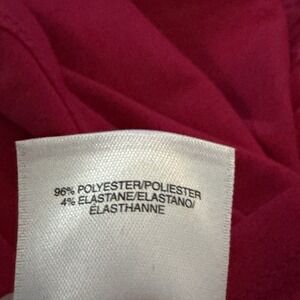 96% POLYESTER/POLIESTER
4% ELASTANE/ELASTANO/
ÉLASTHANNE